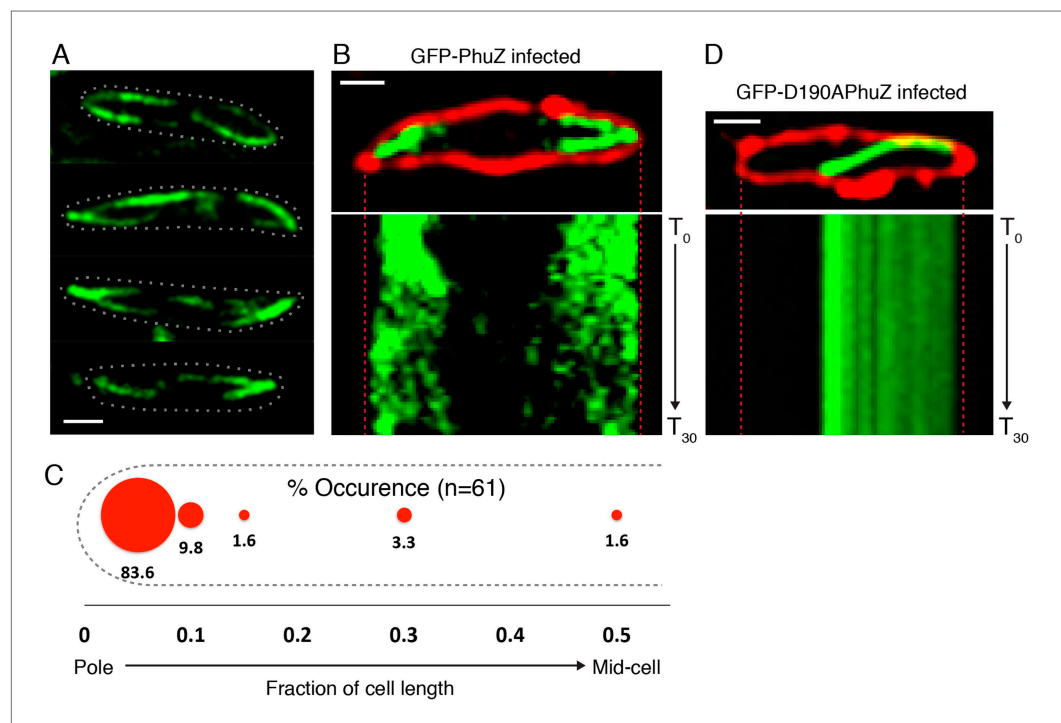 A
B
GFP-PhuZ infected
D
GFP-D190APhuZ infected
T0
T30
T0
T30
C
% Occurence (n=61)
83.6
9.8
1.6
3.3
1.6
0 0.1 0.2 0.3 0.4 0.5
Pole Mid-cell
Fraction of cell length